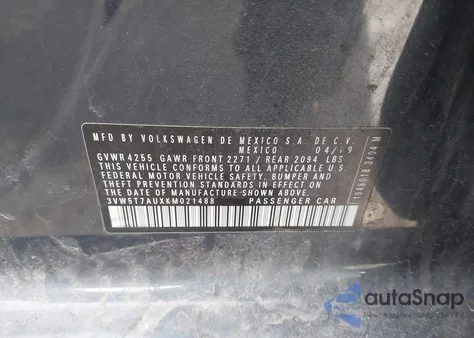 MFD BY VOLKSWAGEN DE MEXICO S.A. DE C.V.
MEXICO 04/19
GVWR 4255 GAWR FRONT 2271 / REAR 2094 LBS
THIS VEHICLE CONFORMS TO ALL APPLICABLE U.S.
FEDERAL MOTOR VEHICLE SAFETY, BUMPER AND
THEFT PREVENTION STANDARDS IN EFFECT ON
THE DATE OF MANUFACTURE SHOWN ABOVE.
3VW5T7AUXKM021488 PASSENGER CAR
autoSnap